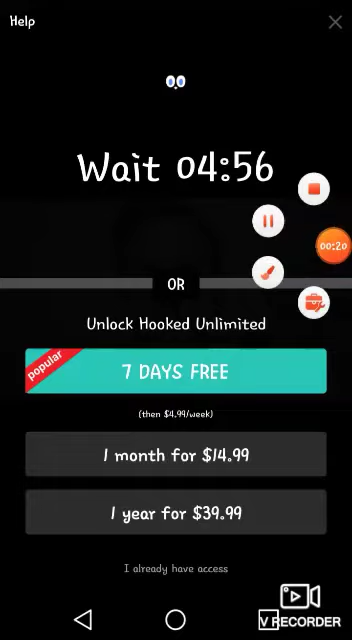 Help
Wait 04:56
00:20
OR
Unlock Hooked Unlimited
popular
7 DAYS FREE
(then $4.99/week)
1 month for $14.99
1 year for $39.99
I already have access
V RECORDER